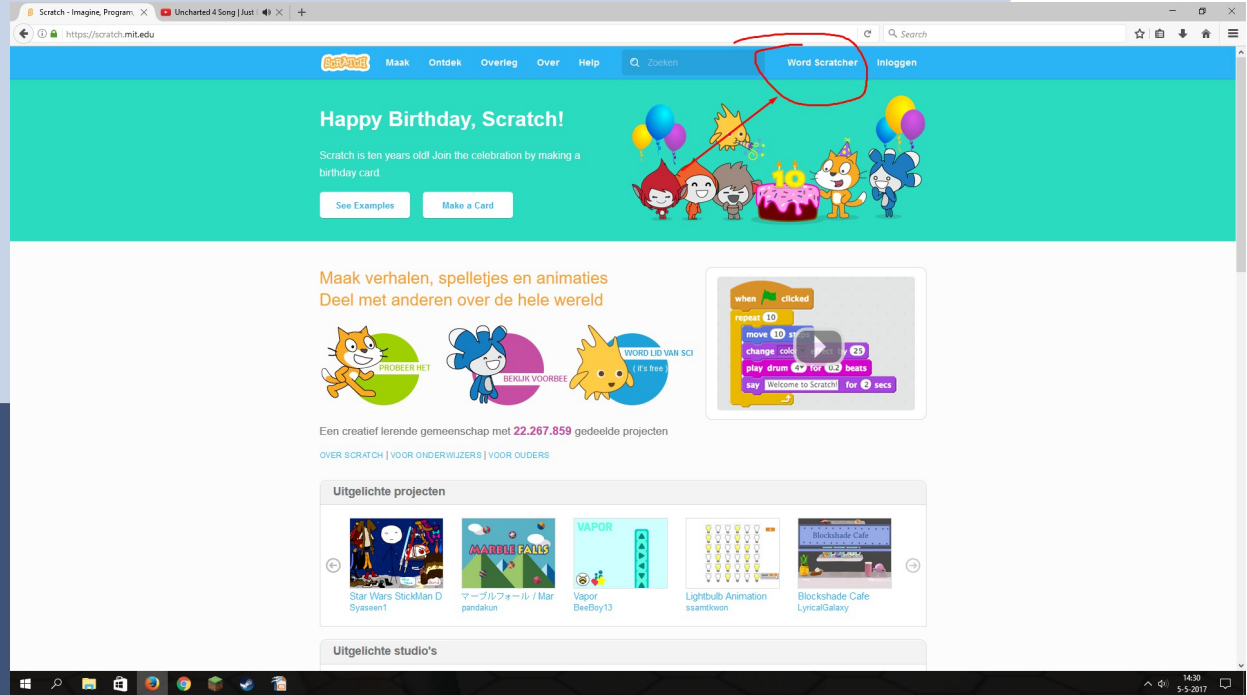 Scratch - Imagine, Program,
Uncharted 4 Song | Just
https://scratch.mit.edu
Search
SCRATCH Maak Ontdek Overleg Over Help Zoeken Word Scratcher Inloggen
Happy Birthday, Scratch!
Scratch is ten years old! Join the celebration by making a
birthday card.
See Examples Make a Card
10
Maak verhalen, spelletjes en animaties
Deel met anderen over de hele wereld
PROBEER HET
BEKIJK VOORBEE
WORD LID VAN SCI
( it's free )
when clicked
repeat 10
move 10
change by 25
play drum 4 for 0.2 beats
say Welcome to Scratch! for 2 secs
Een creatief lerende gemeenschap met 22.267.859 gedeelde projecten
OVER SCRATCH | VOOR ONDERWIJZERS | VOOR OUDERS
Uitgelichte projecten
MARBLE FALLS
VAPOR
Blockshade Cafe
Star Wars StickMan D
Syaseen1
マーブルフォール / Mar
pandakun
Vapor
BeeBoy13
Lightbulb Animation
ssamtkwon
Blockshade Cafe
LyricalGalaxy
Uitgelichte studio's
14:30
5-5-2017